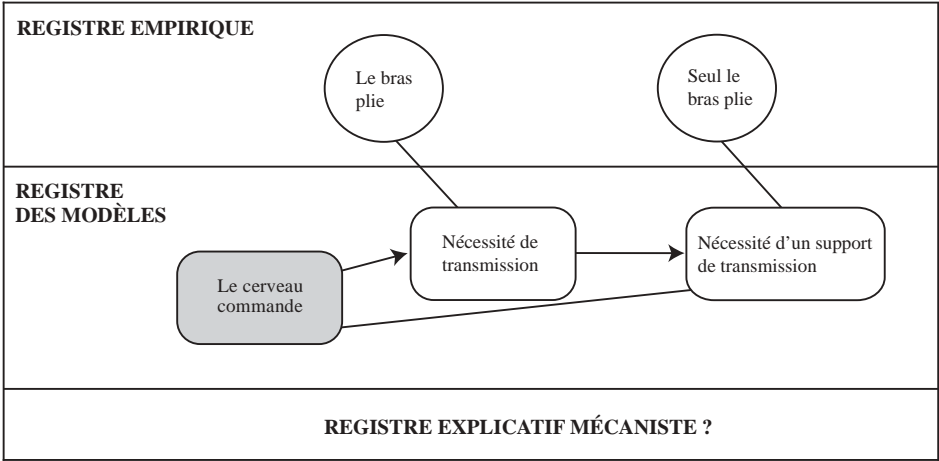 REGISTRE EMPIRIQUE
Le bras
plie
Seul le
bras plie
REGISTRE
DES MODÈLES
Nécessité de
transmission
Nécessité d’un support
de transmission
Le cerveau
commande
REGISTRE EXPLICATIF MÉCANISTE ?